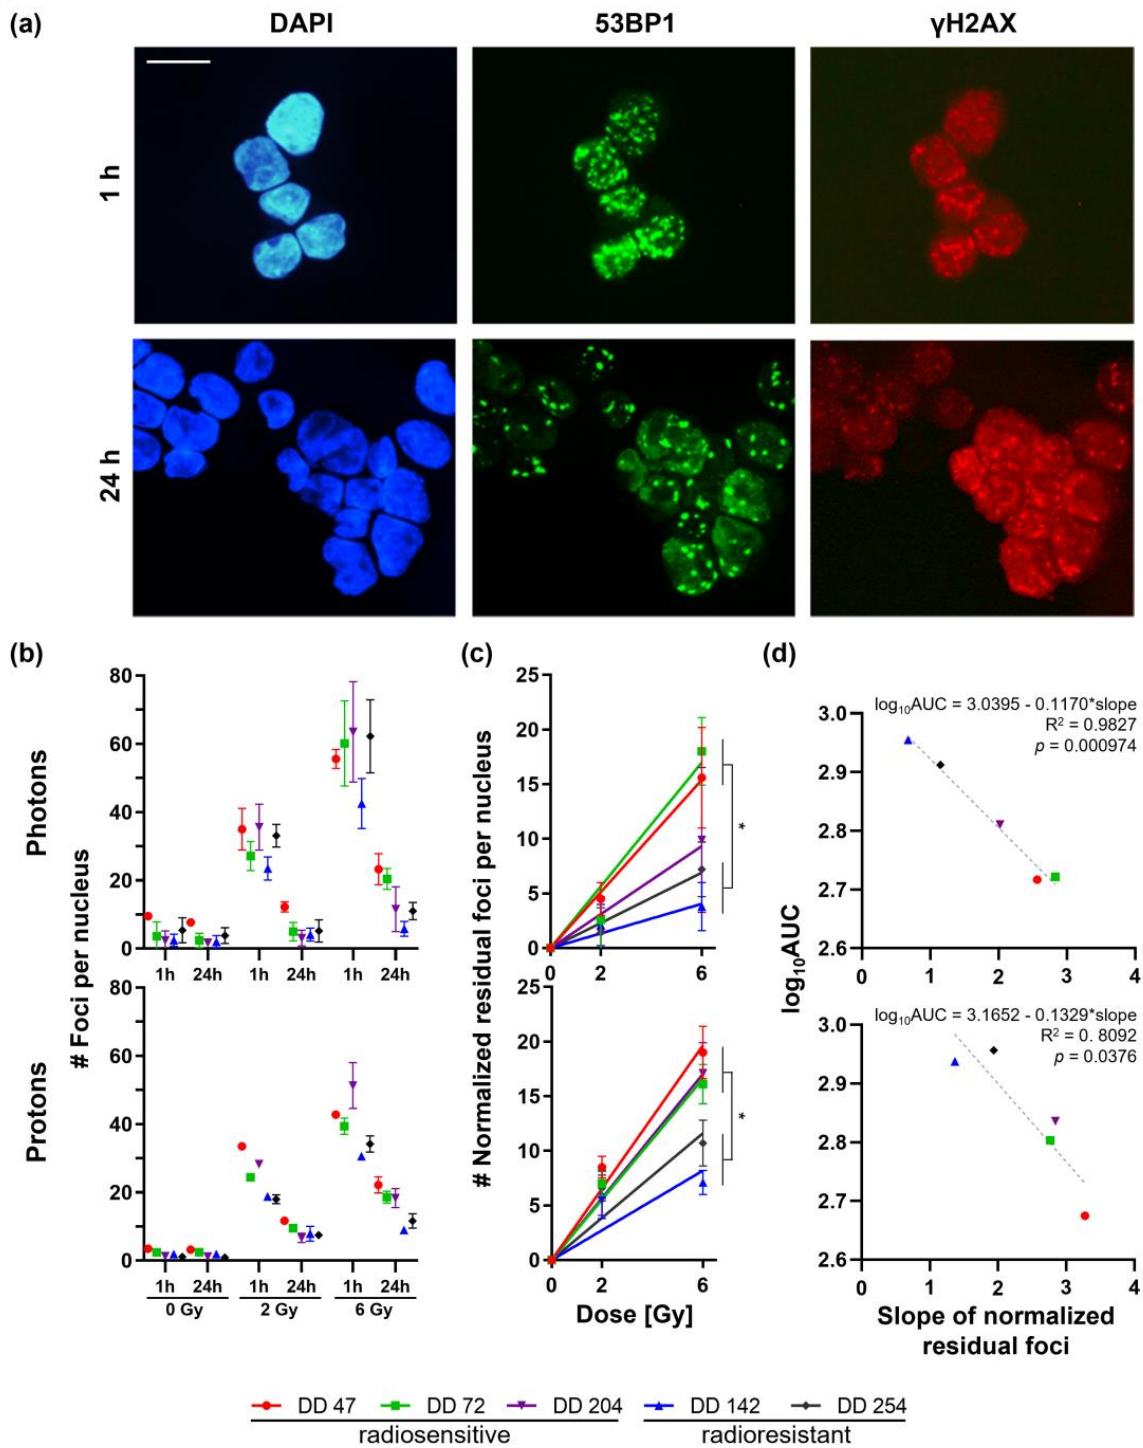 (a)
DAPI
53BP1
γH2AX
1 h
24 h
(b)
(c)
(d)
Photons
Protons
# Foci per nucleus
80
60
40
20
0
1h 24h 1h 24h 1h 24h
80
60
40
20
0
1h 24h 1h 24h 1h 24h
0 Gy 2 Gy 6 Gy
# Normalized residual foci per nucleus
25
20
15
10
5
0
0 2 6
*
25
20
15
10
5
0
0 2 6
*
Dose [Gy]
log10AUC
log₁₀AUC = 3.0395 - 0.1170*slope
R² = 0.9827
p = 0.000974
3.0
2.9
2.8
2.7
2.6
0 1 2 3 4
log₁₀AUC = 3.1652 - 0.1329*slope
R² = 0. 8092
p = 0.0376
3.0
2.9
2.8
2.7
2.6
0 1 2 3 4
Slope of normalized
residual foci
DD 47 DD 72 DD 204 DD 142 DD 254
radiosensitive radioresistant